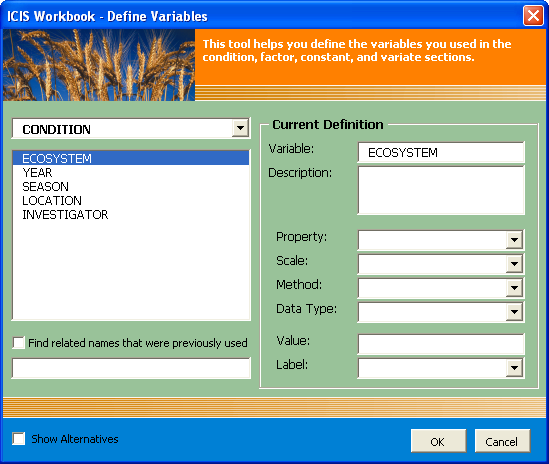 ICIS Workbook - Define Variables
This tool helps you define the variables you used in the
condition, factor, constant, and variate sections.
CONDITION
ECOSYSTEM
YEAR
SEASON
LOCATION
INVESTIGATOR
Find related names that were previously used
Current Definition
Variable: ECOSYSTEM
Description:
Property:
Scale:
Method:
Data Type:
Value:
Label:
Show Alternatives
OK Cancel